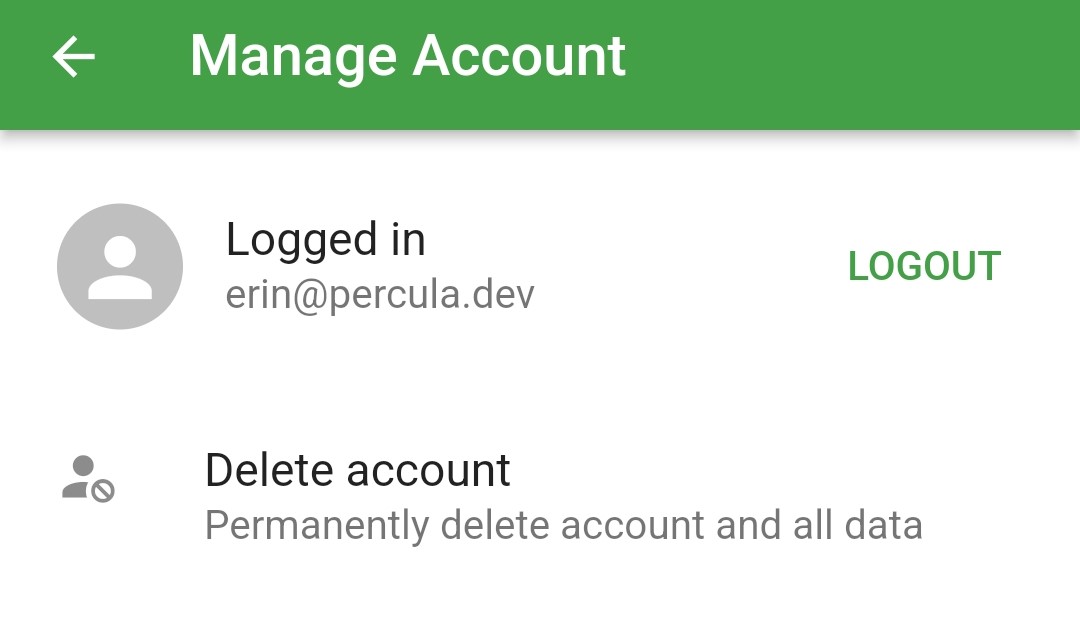 Manage Account
Logged in
erin@percula.dev
LOGOUT
Delete account
Permanently delete account and all data